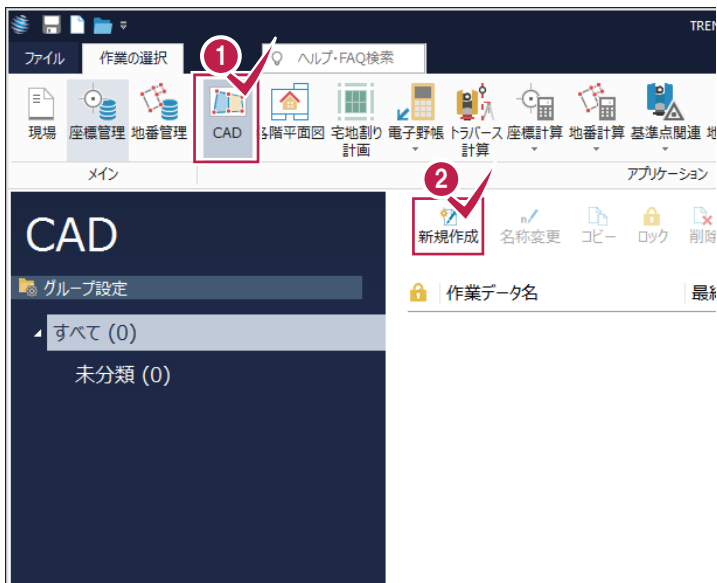 TREN
ファイル 作業の選択 1 ヘルプ・FAQ検索
現場 座標管理 地番管理 CAD 各階平面図 宅地割り計画 電子野帳 トラバース計算 座標計算 地番計算 基準点関連 地
メイン アプリケーション
2
新規作成 名称変更 コピー ロック 削除
CAD
グループ設定
作業データ名 最終
すべて (0)
未分類 (0)